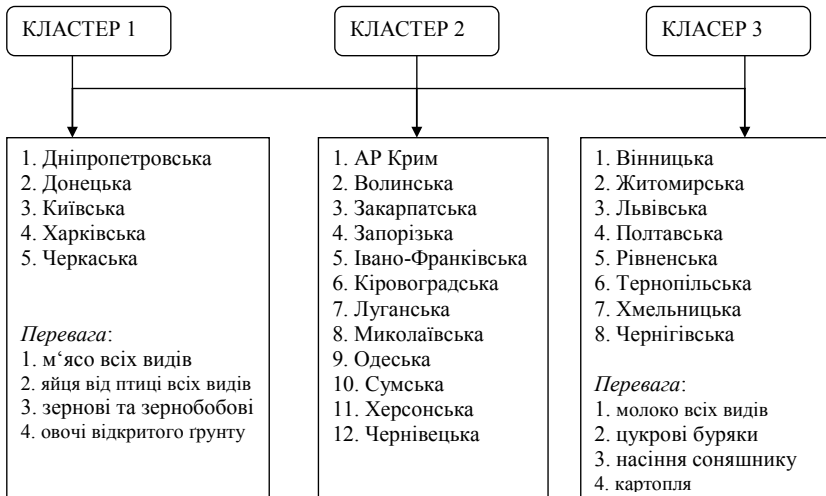 КЛАСТЕР 1
КЛАСТЕР 2
КЛАСЕР 3
1. Дніпропетровська
2. Донецька
3. Київська
4. Харківська
5. Черкаська
Перевага:
1. м‘ясо всіх видів
2. яйця від птиці всіх видів
3. зернові та зернобобові
4. овочі відкритого ґрунту
1. АР Крим
2. Волинська
3. Закарпатська
4. Запорізька
5. Івано-Франківська
6. Кіровоградська
7. Луганська
8. Миколаївська
9. Одеська
10. Сумська
11. Херсонська
12. Чернівецька
1. Вінницька
2. Житомирська
3. Львівська
4. Полтавська
5. Рівненська
6. Тернопільська
7. Хмельницька
8. Чернігівська
Перевага:
1. молоко всіх видів
2. цукрові буряки
3. насіння соняшнику
4. картопля